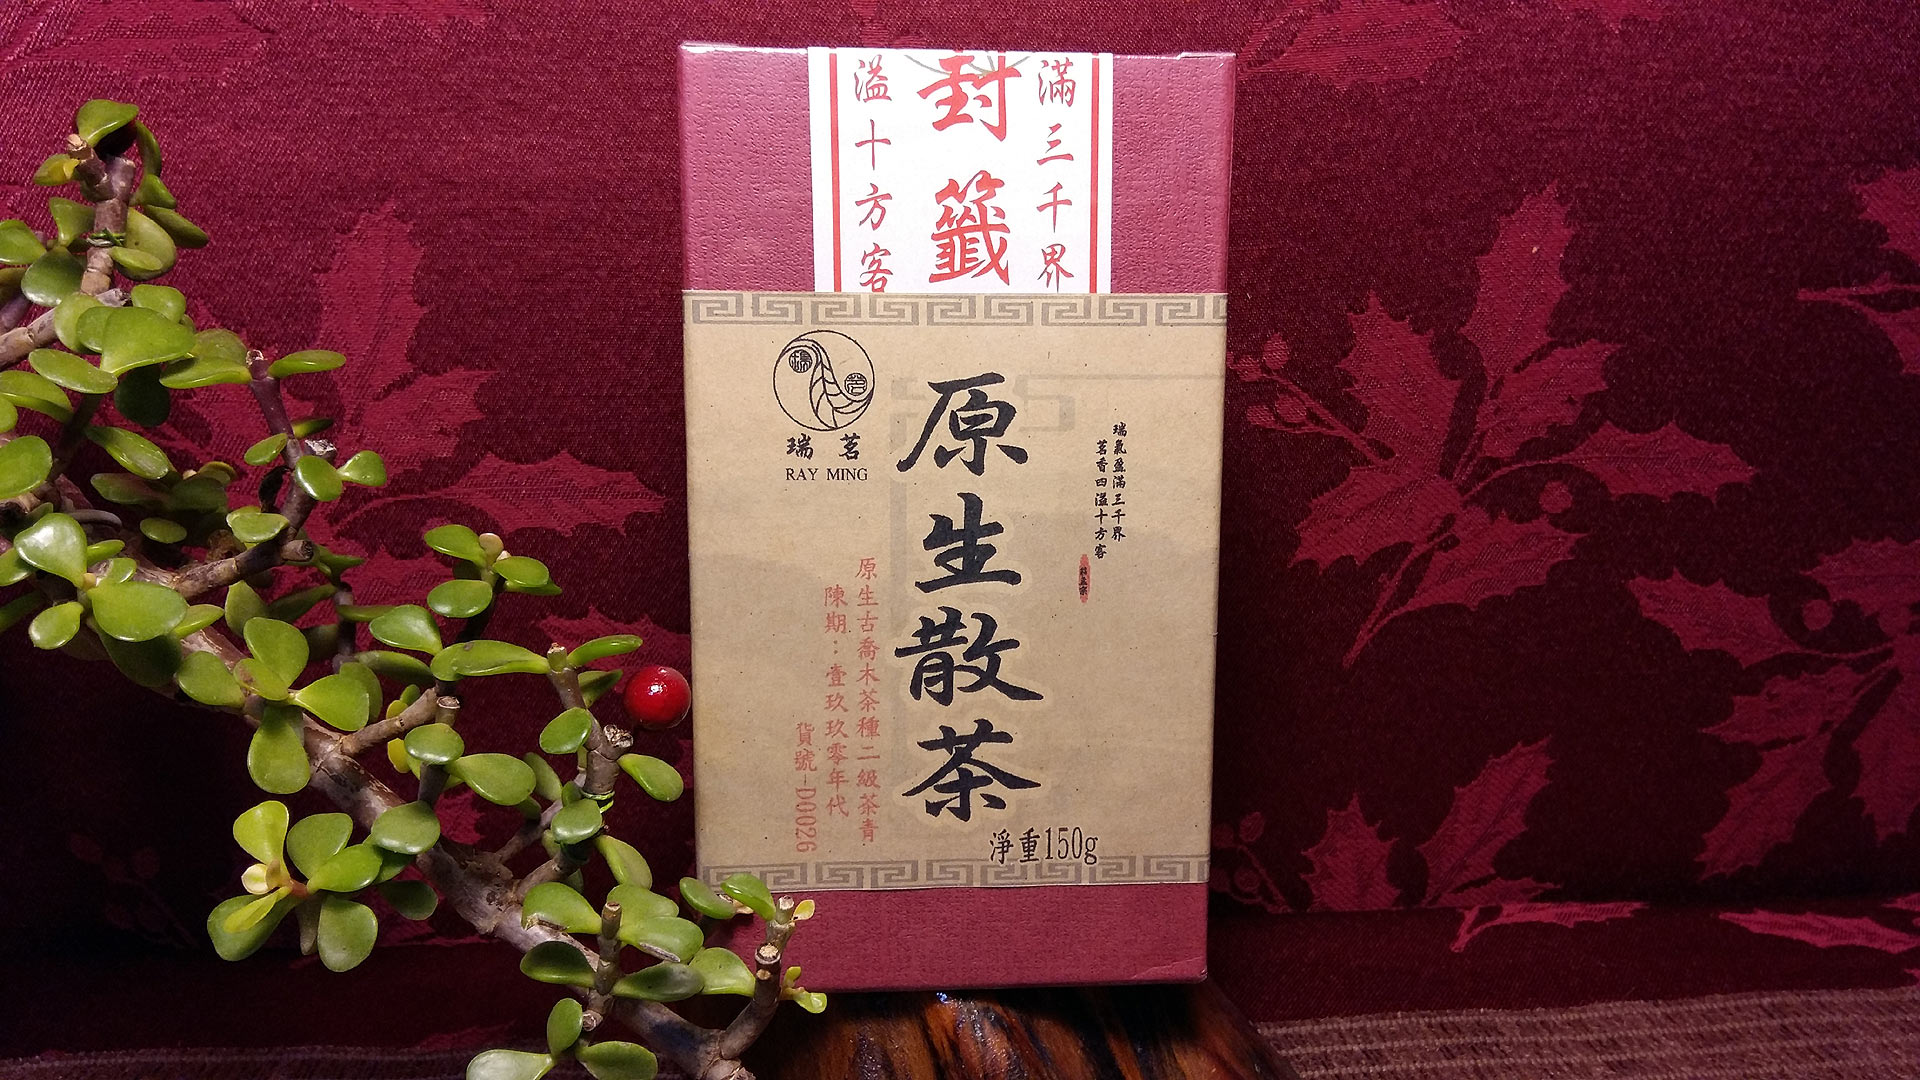 滿三千界
封籤
溢十方客
瑞茗
RAY MING
原生散茶
瑞氣盈滿三千界
茗香四溢十方客
原生古喬木茶種二級茶青
陳期：壹玖玖零年代
貨號-D0026
淨重150g